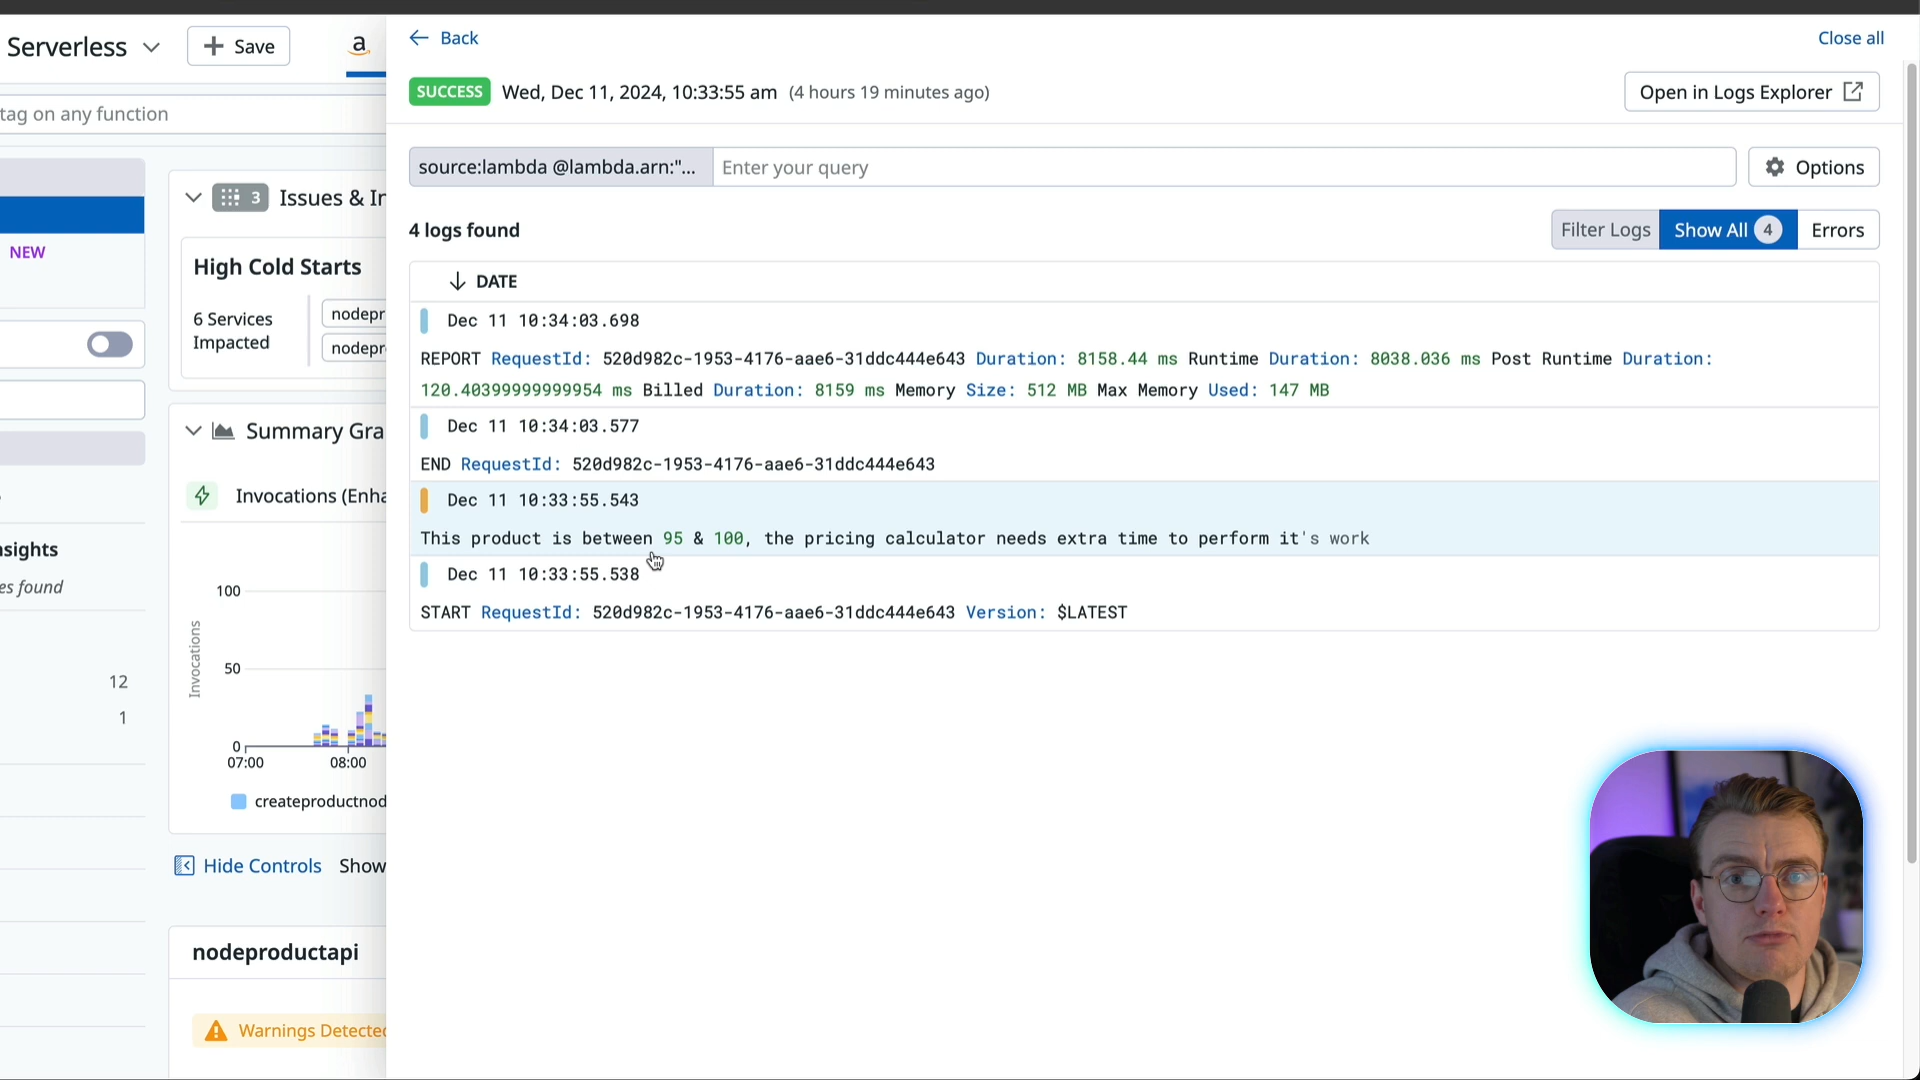 Serverless
Save
a
Back
Close all
SUCCESS Wed, Dec 11, 2024, 10:33:55 am (4 hours 19 minutes ago)
Open in Logs Explorer
tag on any function
source:lambda @lambda.arn:"... Enter your query
Options
3 Issues & In
4 logs found
Filter Logs Show All 4 Errors
NEW
High Cold Starts
6 Services
Impacted
nodepr
nodepr
DATE
Dec 11 10:34:03.698
REPORT RequestId: 520d982c-1953-4176-aae6-31ddc444e643 Duration: 8158.44 ms Runtime Duration: 8038.036 ms Post Runtime Duration:
120.40399999999954 ms Billed Duration: 8159 ms Memory Size: 512 MB Max Memory Used: 147 MB
Dec 11 10:34:03.577
END RequestId: 520d982c-1953-4176-aae6-31ddc444e643
Dec 11 10:33:55.543
This product is between 95 & 100, the pricing calculator needs extra time to perform it's work
Dec 11 10:33:55.538
START RequestId: 520d982c-1953-4176-aae6-31ddc444e643 Version: $LATEST
Summary Gra
Invocations (Enha
nsights
es found
12
1
Invocations
100
50
0
07:00 08:00
createproductnod
Hide Controls Show
nodeproductapi
Warnings Detected